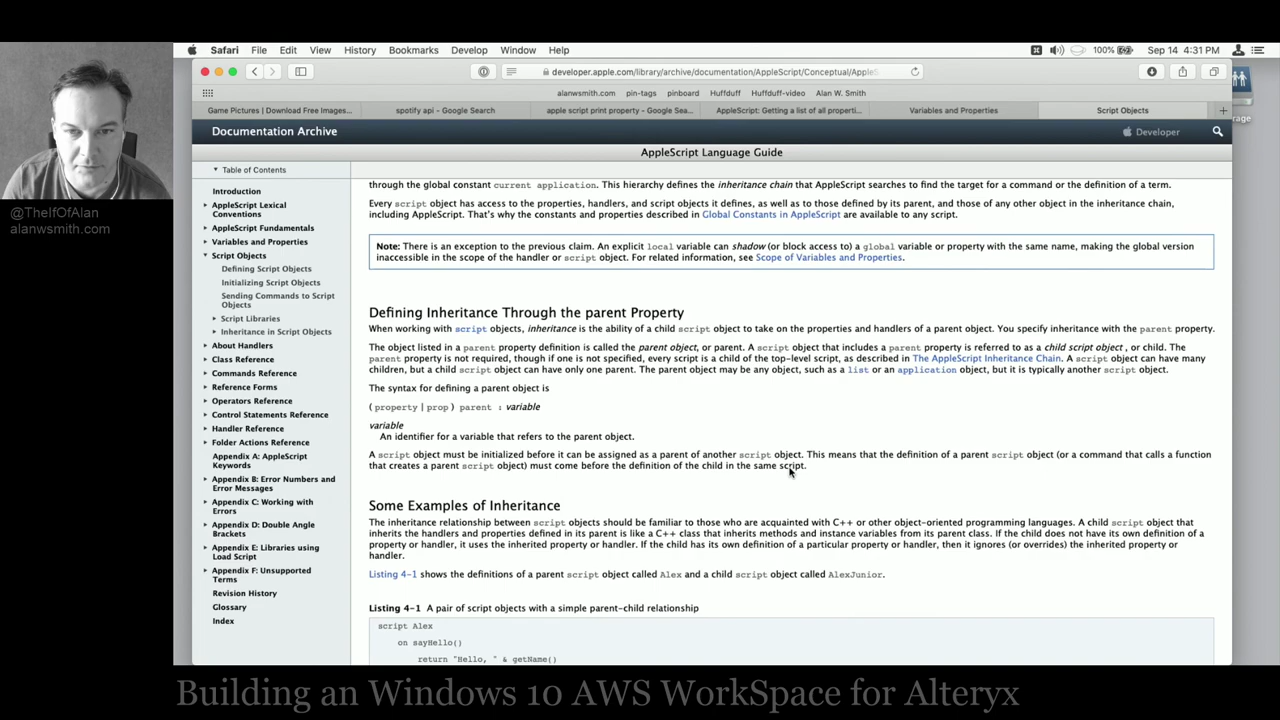 Safari File Edit View History Bookmarks Develop Window Help 100% Sep 14 4:31 PM
developer.apple.com/library/archive/documentation/AppleScript/Conceptual/AppleS
alanwsmith.com pin-tags pinboard Huffduff Huffduff-video Alan W. Smith
Game Pictures | Download Free Images... spotify api - Google Search apple script print property - Google Sea... AppleScript: Getting a list of all properti... Variables and Properties Script Objects
Documentation Archive Developer
AppleScript Language Guide
@TheIfOfAlan
alanwsmith.com
Table of Contents
Introduction
AppleScript Lexical
Conventions
AppleScript Fundamentals
Variables and Properties
Script Objects
Defining Script Objects
Initializing Script Objects
Sending Commands to Script
Objects
Script Libraries
Inheritance in Script Objects
About Handlers
Class Reference
Commands Reference
Reference Forms
Operators Reference
Control Statements Reference
Handler Reference
Folder Actions Reference
Appendix A: AppleScript
Keywords
Appendix B: Error Numbers and
Error Messages
Appendix C: Working with
Errors
Appendix D: Double Angle
Brackets
Appendix E: Libraries using
Load Script
Appendix F: Unsupported
Terms
Revision History
Glossary
Index
through the global constant current application. This hierarchy defines the inheritance chain that AppleScript searches to find the target for a command or the definition of a term.
Every script object has access to the properties, handlers, and script objects it defines, as well as to those defined by its parent, and those of any other object in the inheritance chain,
including AppleScript. That's why the constants and properties described in Global Constants in AppleScript are available to any script.
Note: There is an exception to the previous claim. An explicit local variable can shadow (or block access to) a global variable or property with the same name, making the global version
inaccessible in the scope of the handler or script object. For related information, see Scope of Variables and Properties.
Defining Inheritance Through the parent Property
When working with script objects, inheritance is the ability of a child script object to take on the properties and handlers of a parent object. You specify inheritance with the parent property.
The object listed in a parent property definition is called the parent object, or parent. A script object that includes a parent property is referred to as a child script object, or child. The
parent property is not required, though if one is not specified, every script is a child of the top-level script, as described in The AppleScript Inheritance Chain. A script object can have many
children, but a child script object can have only one parent. The parent object may be any object, such as a list or an application object, but it is typically another script object.
The syntax for defining a parent object is
( property | prop ) parent : variable
variable
An identifier for a variable that refers to the parent object.
A script object must be initialized before it can be assigned as a parent of another script object. This means that the definition of a parent script object (or a command that calls a function
that creates a parent script object) must come before the definition of the child in the same script.
Some Examples of Inheritance
The inheritance relationship between script objects should be familiar to those who are acquainted with C++ or other object-oriented programming languages. A child script object that
inherits the handlers and properties defined in its parent is like a C++ class that inherits methods and instance variables from its parent class. If the child does not have its own definition of a
property or handler, it uses the inherited property or handler. If the child has its own definition of a particular property or handler, then it ignores (or overrides) the inherited property or
handler.
Listing 4-1 shows the definitions of a parent script object called Alex and a child script object called AlexJunior.
Listing 4-1 A pair of script objects with a simple parent-child relationship
script Alex
on sayHello()
return "Hello, " & getName()
Building an Windows 10 AWS WorkSpace for Alteryx